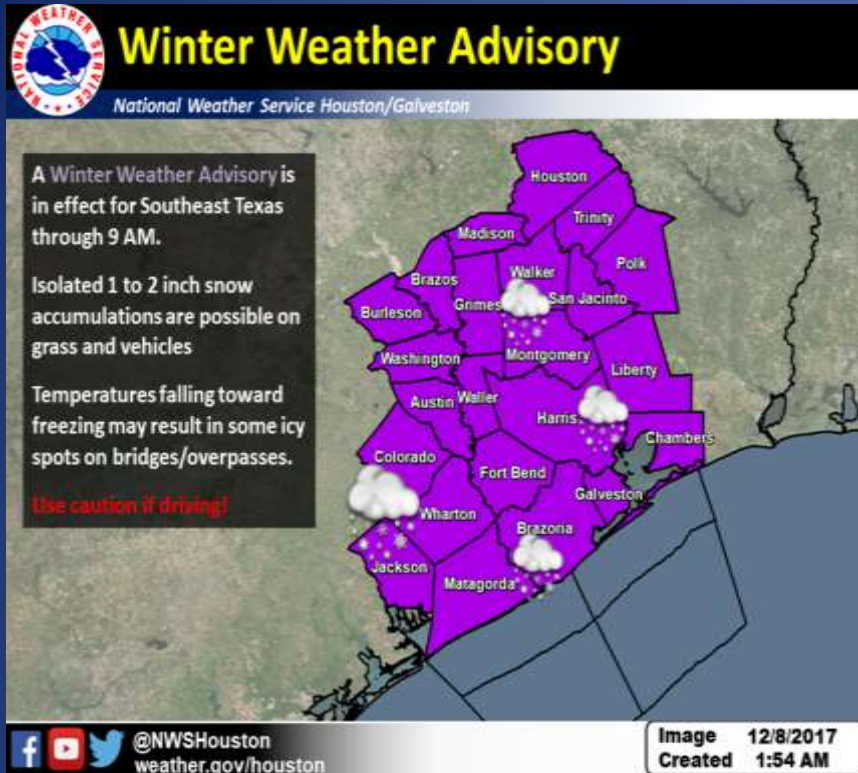 NATIONAL WEATHER SERVICE
Winter Weather Advisory
National Weather Service Houston/Galveston
A Winter Weather Advisory is
in effect for Southeast Texas
through 9 AM.
Isolated 1 to 2 inch snow
accumulations are possible on
grass and vehicles
Temperatures falling toward
freezing may result in some icy
spots on bridges/overpasses.
Use caution if driving!
Houston
Trinity
Madison
Polk
Walker
Brazos
San Jacinto
Grimes
Burleson
Washington
Montgomery
Liberty
Austin
Waller
Harris
Chambers
Colorado
Fort Bend
Galveston
Wharton
Brazoria
Jackson
Matagorda
@NWSHouston
weather.gov/houston
Image 12/8/2017
Created 1:54 AM